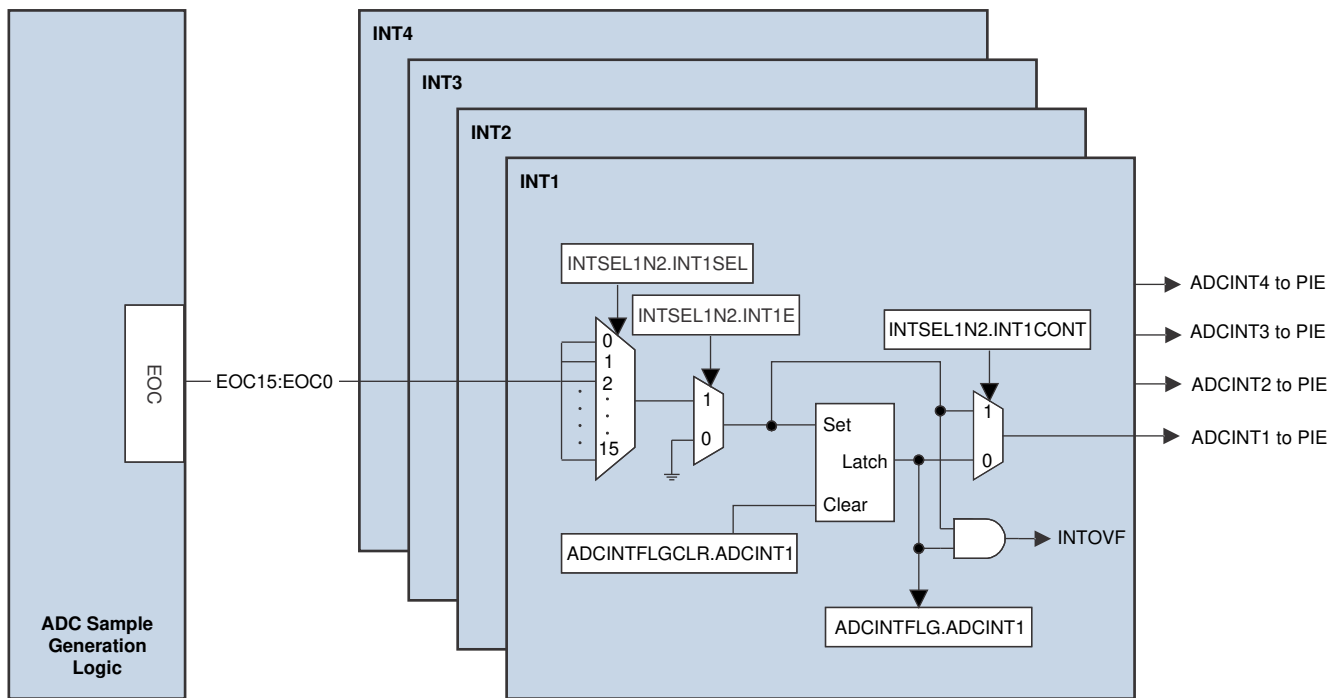 INT4
INT3
INT2
INT1
INTSEL1N2.INT1SEL
INTSEL1N2.INT1E
INTSEL1N2.INT1CONT
ADCINT4 to PIE
ADCINT3 to PIE
ADCINT2 to PIE
ADCINT1 to PIE
EOC
EOC15:EOC0
0
1
2
.
.
.
.
.
.
.
.
15
1
0
Set
Latch
Clear
1
0
ADCINTFLGCLR.ADCINT1
INTOVF
ADCINTFLG.ADCINT1
ADC Sample
Generation
Logic